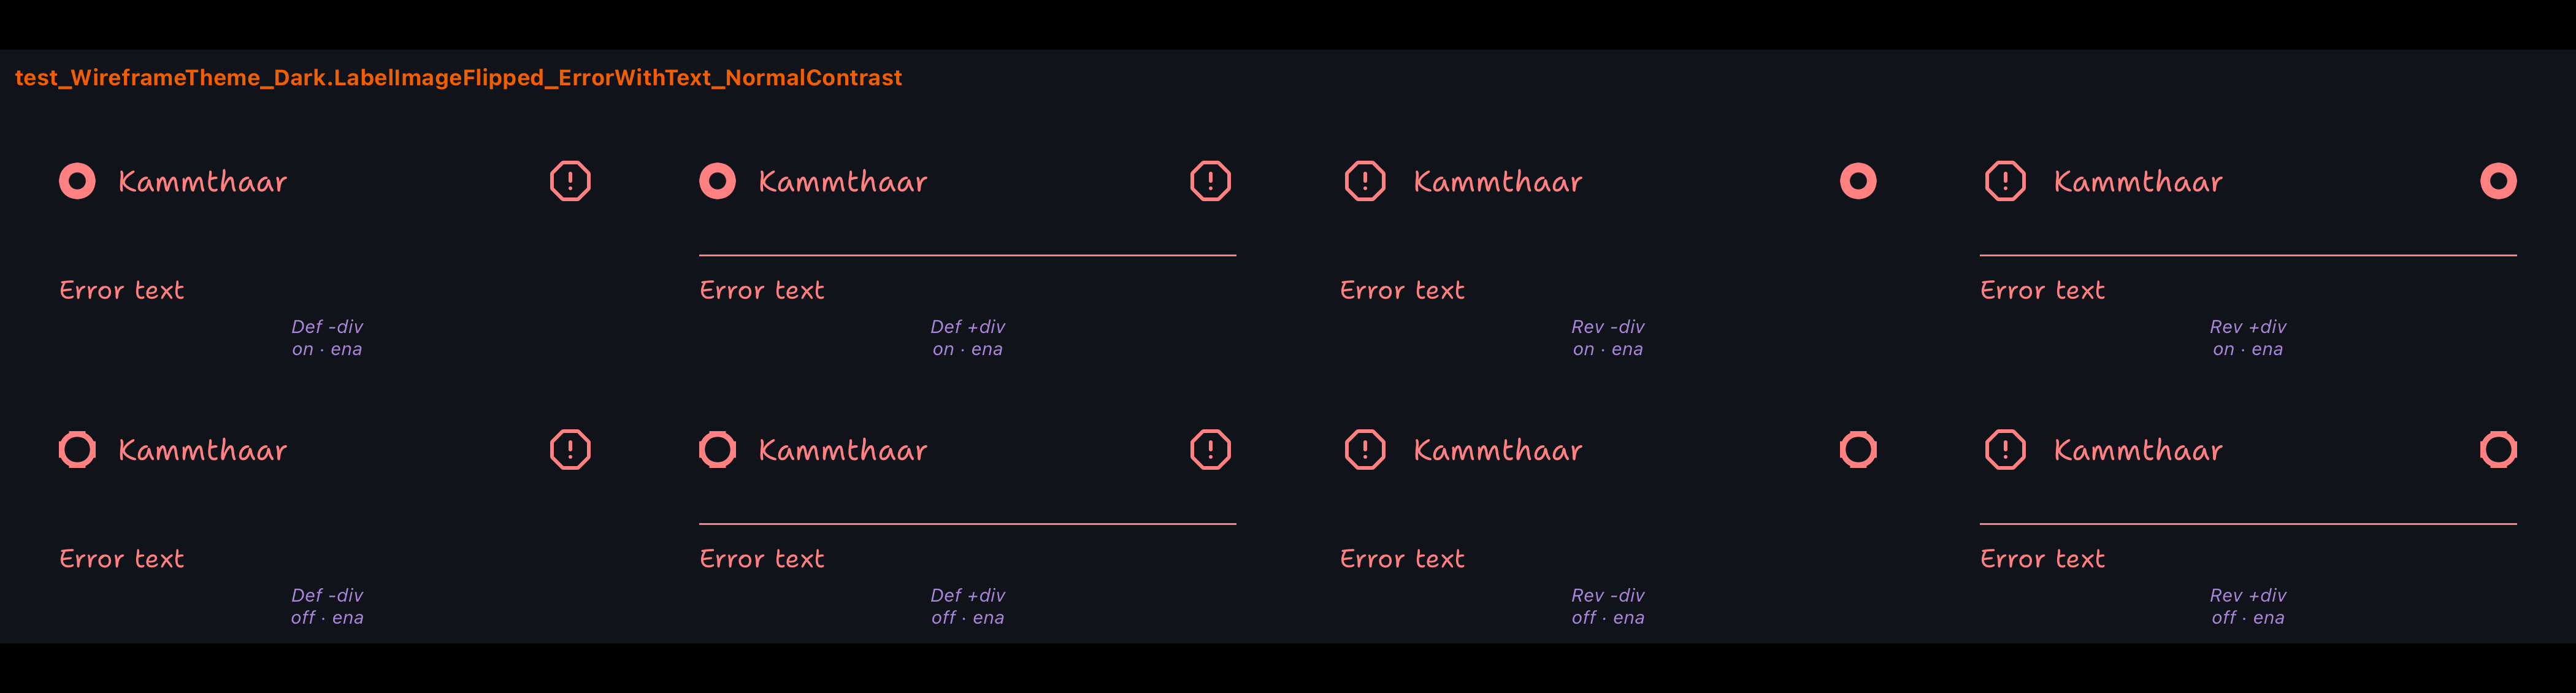 test_WireframeTheme_Dark.LabelImageFlipped_ErrorWithText_NormalContrast
Kammthaar
Kammthaar
Kammthaar
Kammthaar
Error text
Error text
Error text
Error text
Def -div
on · ena
Def +div
on · ena
Rev -div
on · ena
Rev +div
on · ena
Kammthaar
Kammthaar
Kammthaar
Kammthaar
Error text
Error text
Error text
Error text
Def -div
off · ena
Def +div
off · ena
Rev -div
off · ena
Rev +div
off · ena